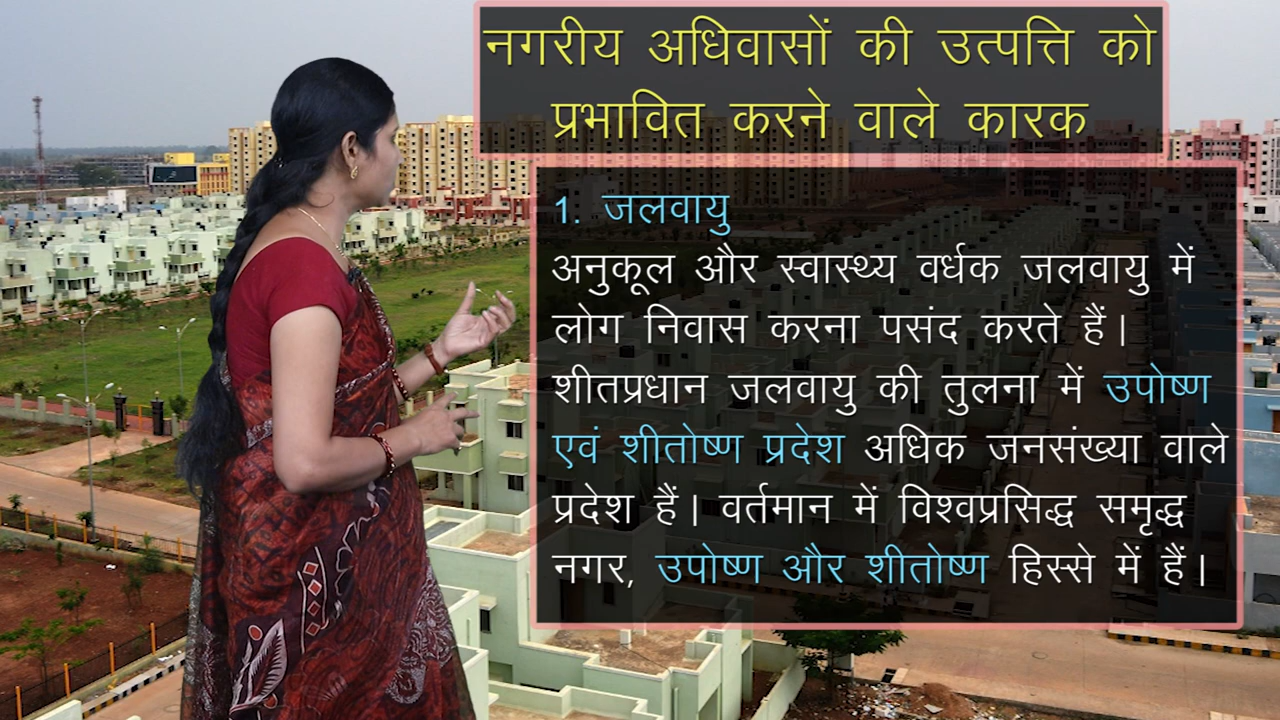 नगरीय अधिवासों की उत्पत्ति को
प्रभावित करने वाले कारक
1. जलवायु
अनुकूल और स्वास्थ्य वर्धक जलवायु में
लोग निवास करना पसंद करते हैं।
शीतप्रधान जलवायु की तुलना में उपोष्ण
एवं शीतोष्ण प्रदेश अधिक जनसंख्या वाले
प्रदेश हैं। वर्तमान में विश्वप्रसिद्ध समृद्ध
नगर, उपोष्ण और शीतोष्ण हिस्से में हैं।